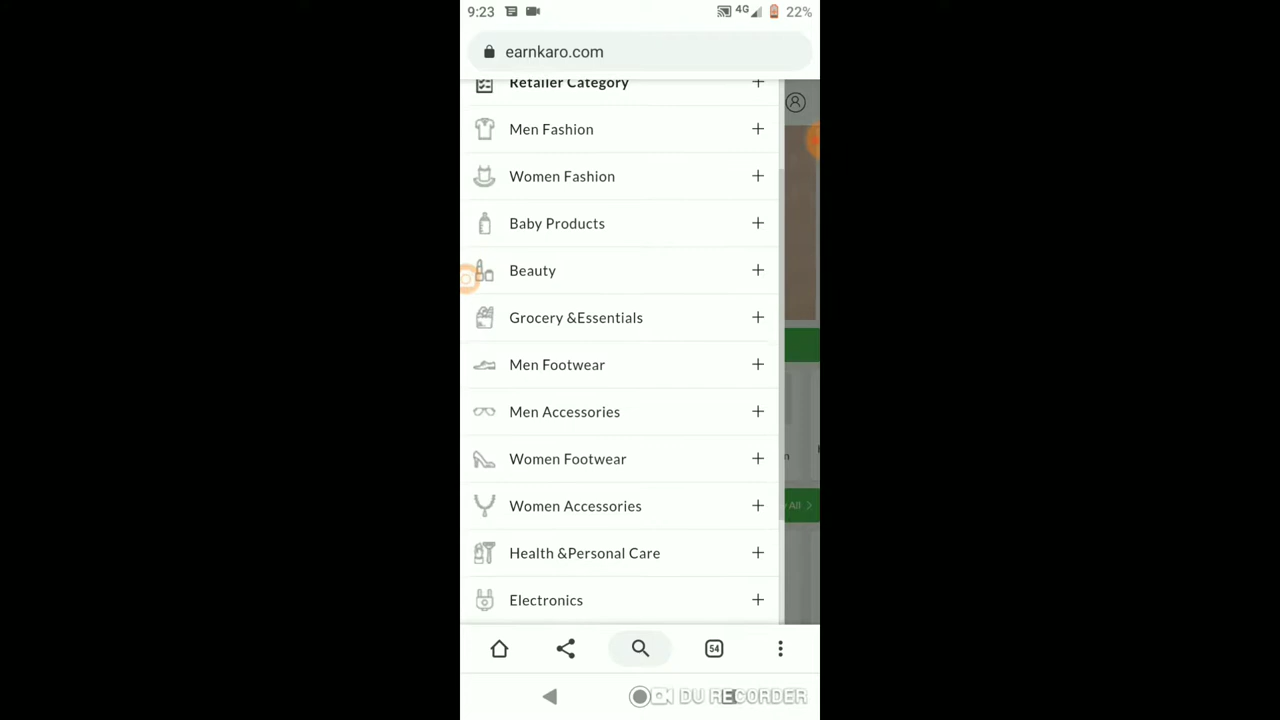 9:23 4G 22%
earnkaro.com
Retailer Category
Men Fashion
Women Fashion
Baby Products
Beauty
Grocery &Essentials
Men Footwear
Men Accessories
Women Footwear
Women Accessories
All
Health &Personal Care
Electronics
54
DU RECORDER